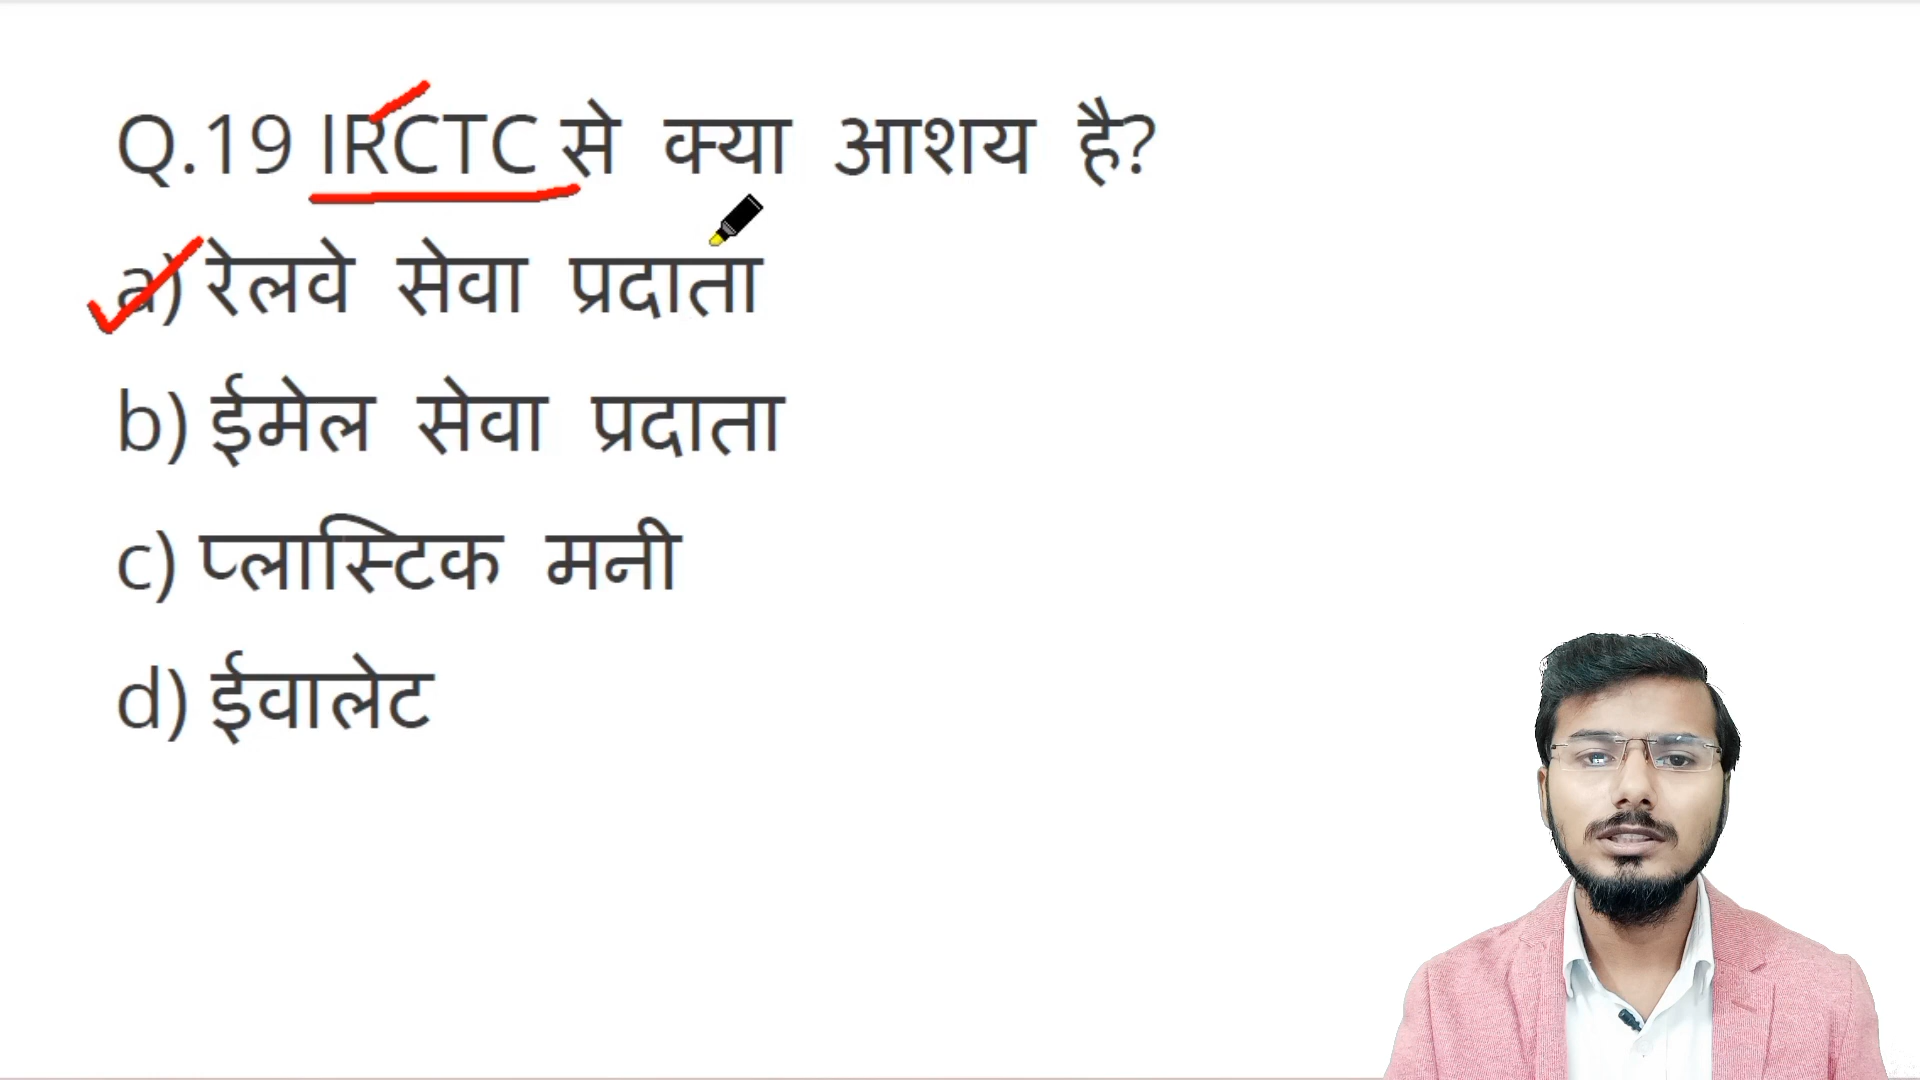 Q.19 IRCTC से क्या आशय है?
a) रेलवे सेवा प्रदाता
b) ईमेल सेवा प्रदाता
c) प्लास्टिक मनी
d) ईवालेट